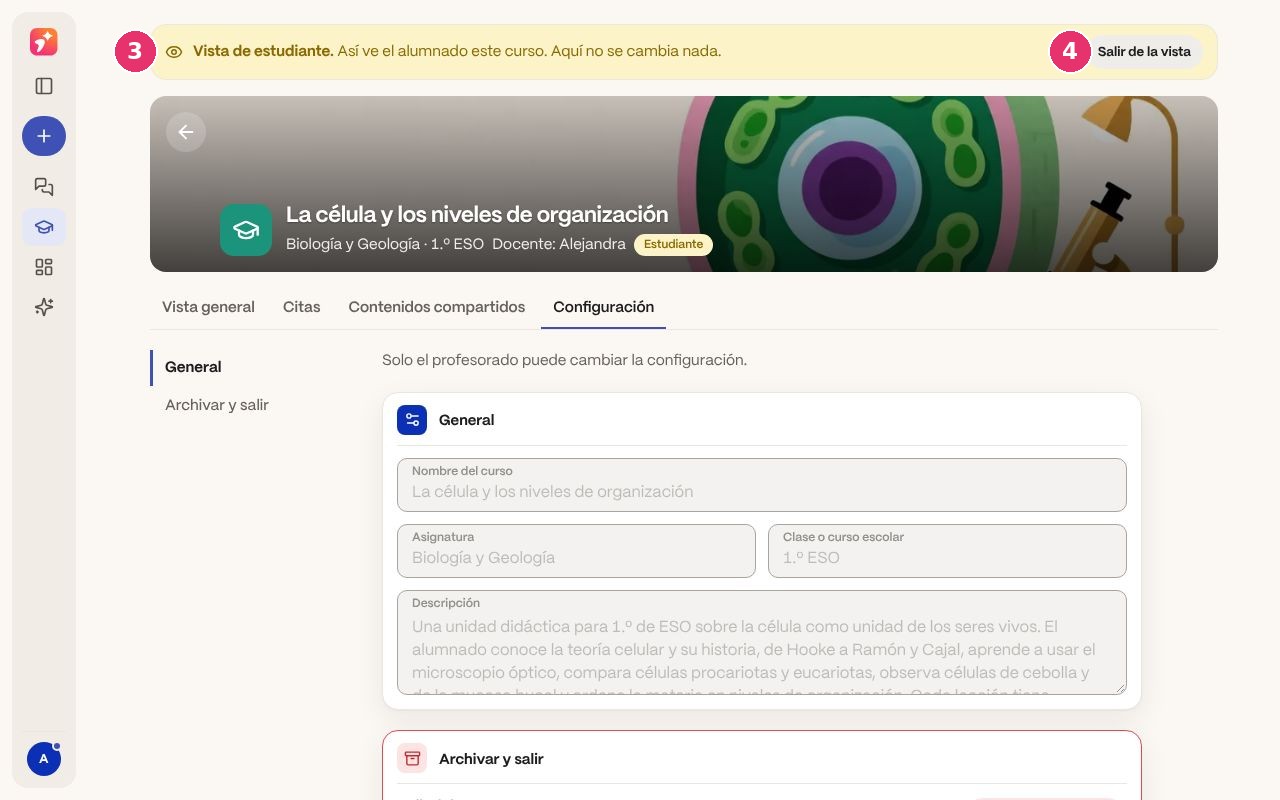 3
Vista de estudiante. Así ve el alumnado este curso. Aquí no se cambia nada.
4
Salir de la vista
La célula y los niveles de organización
Biología y Geología · 1.º ESO Docente: Alejandra Estudiante
Vista general Citas Contenidos compartidos Configuración
General
Archivar y salir
Solo el profesorado puede cambiar la configuración.
General
Nombre del curso
La célula y los niveles de organización
Asignatura
Biología y Geología
Clase o curso escolar
1.º ESO
Descripción
Una unidad didáctica para 1.º de ESO sobre la célula como unidad de los seres vivos. El
alumnado conoce la teoría celular y su historia, de Hooke a Ramón y Cajal, aprende a usar el
microscopio óptico, compara células procariotas y eucariotas, observa células de cebolla y
Archivar y salir
A